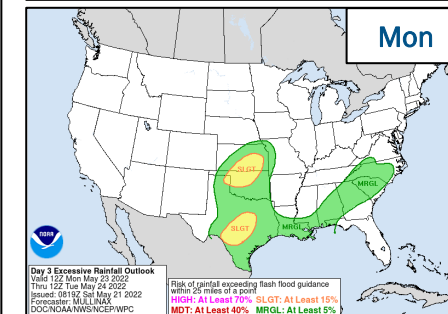 Mon
SLGT
MRGL
SLGT
MRGL
NOAA
Day 3 Excessive Rainfall Outlook
Valid 12Z Mon May 23 2022
Thru 12Z Tue May 24 2022
Issued: 0819Z Sat May 21 2022
Forecaster: MULLINAX
DOC/NOAA/NWS/NCEP/WPC
Risk of rainfall exceeding flash flood guidance
within 25 miles of a point
HIGH: At Least 70% SLGT: At Least 15%
MDT: At Least 40% MRGL: At Least 5%